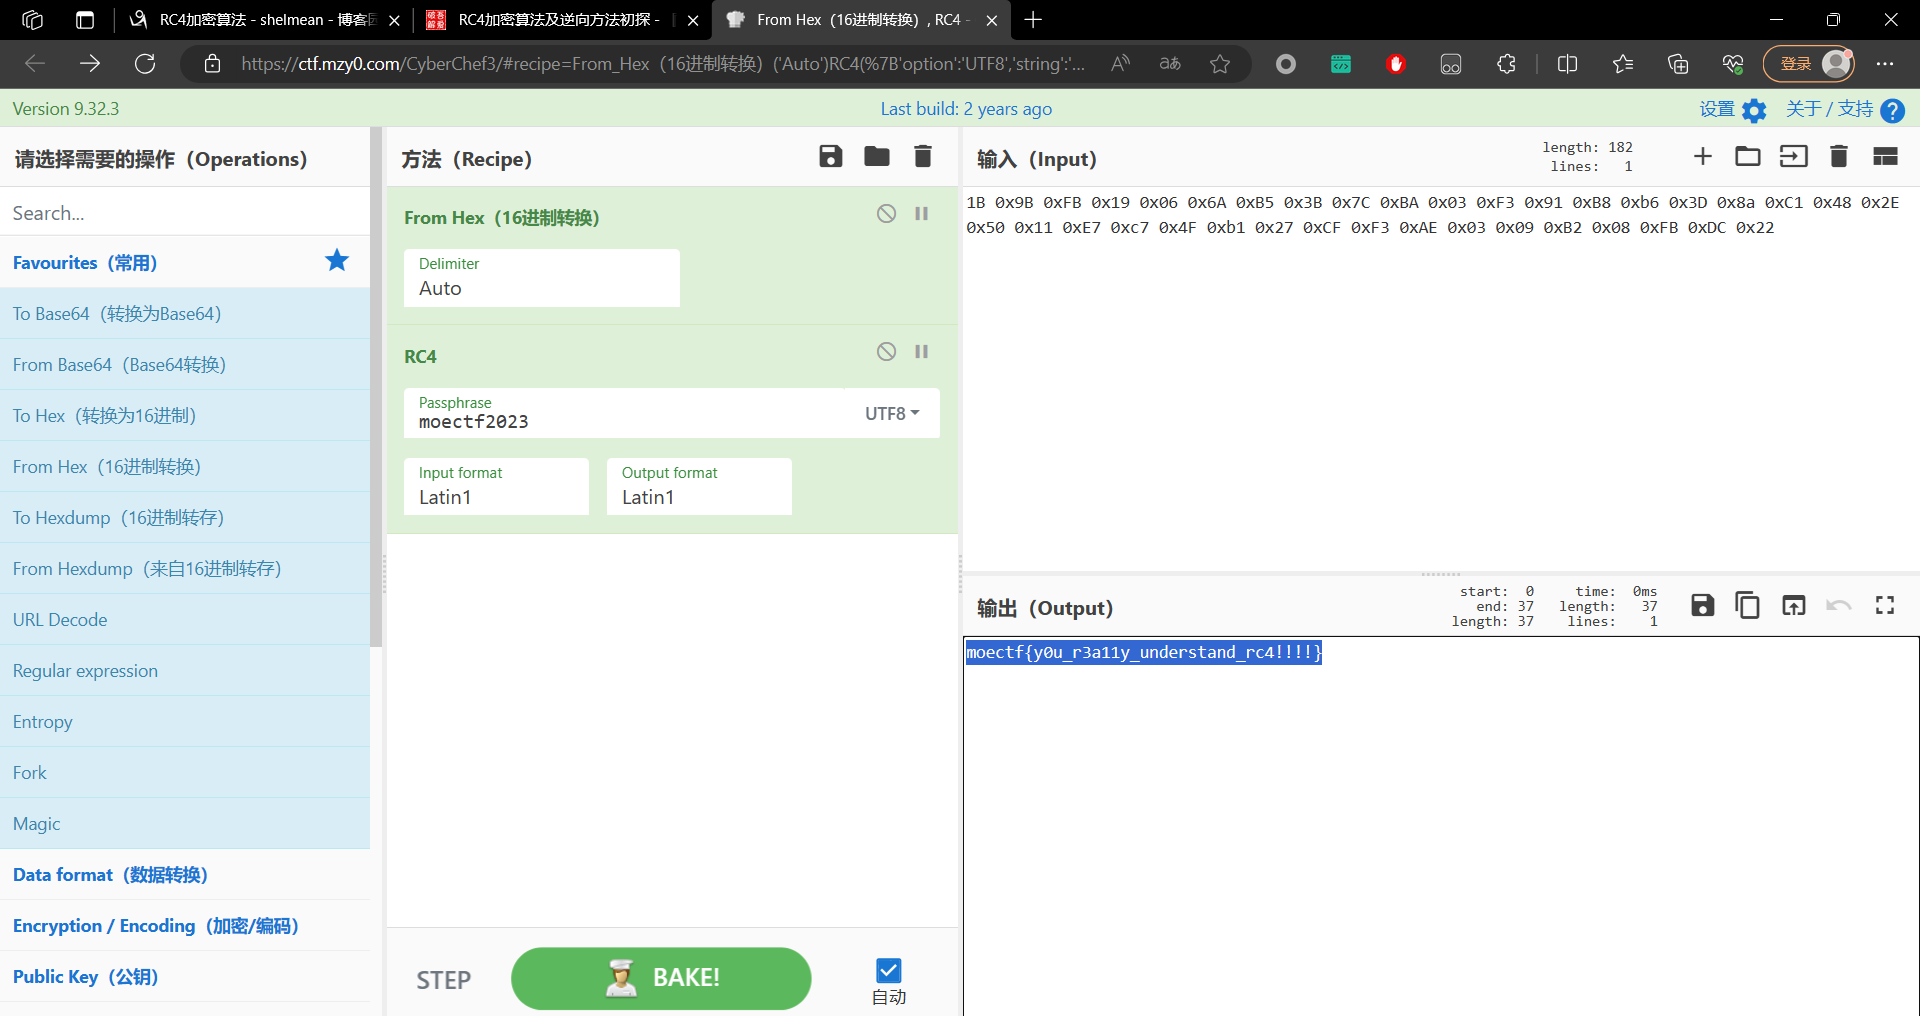 RC4加密算法 - shelmean - 博客园
RC4加密算法及逆向方法初探 -
From Hex（16进制转换）, RC4 -
https://ctf.mzy0.com/CyberChef3/#recipe=From_Hex（16进制转换）('Auto')RC4(%7B'option':'UTF8','string':'...
登录
Version 9.32.3
Last build: 2 years ago
设置
关于 / 支持
请选择需要的操作（Operations）
Search...
Favourites（常用）
To Base64（转换为Base64）
From Base64（Base64转换）
To Hex（转换为16进制）
From Hex（16进制转换）
To Hexdump（16进制转存）
From Hexdump（来自16进制转存）
URL Decode
Regular expression
Entropy
Fork
Magic
Data format（数据转换）
Encryption / Encoding（加密/编码）
Public Key（公钥）
方法（Recipe）
From Hex（16进制转换）
Delimiter
Auto
RC4
Passphrase
moectf2023
UTF8
Input format
Latin1
Output format
Latin1
STEP
BAKE!
自动
输入（Input）
length: 182
lines: 1
1B 0x9B 0xFB 0x19 0x06 0x6A 0xB5 0x3B 0x7C 0xBA 0x03 0xF3 0x91 0xB8 0xb6 0x3D 0x8a 0xC1 0x48 0x2E
0x50 0x11 0xE7 0xc7 0x4F 0xb1 0x27 0xCF 0xF3 0xAE 0x03 0x09 0xB2 0x08 0xFB 0xDC 0x22
输出（Output）
start: 0 time: 0ms
end: 37 length: 37
length: 37 lines: 1
moectf{y0u_r3a11y_understand_rc4!!!!}